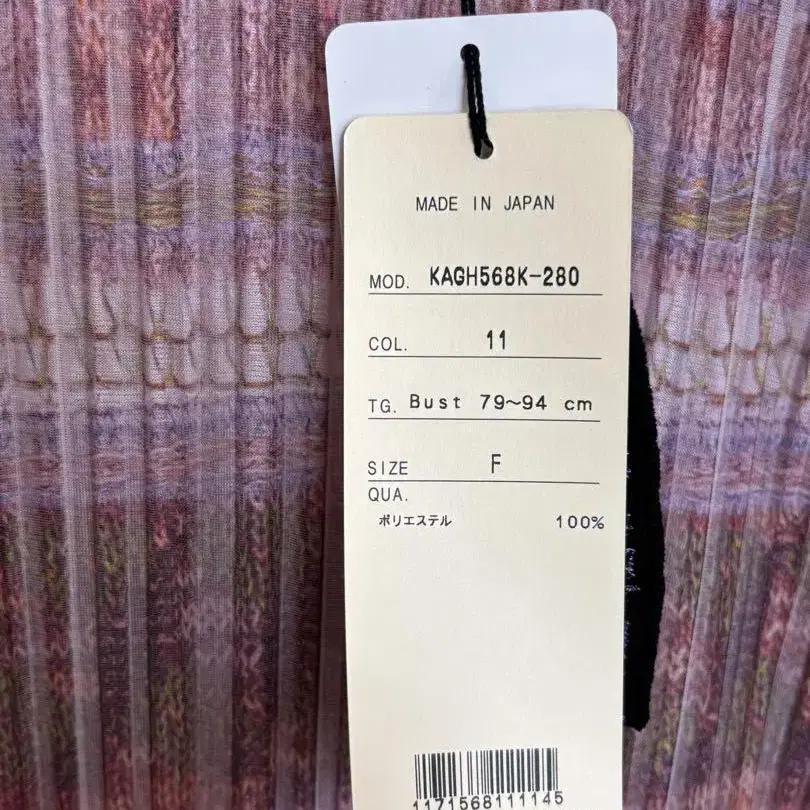 MADE IN JAPAN
MOD. KAGH568K-280
COL. 11
TG. Bust 79~94 cm
SIZE F
QUA.
ポリエステル 100%
1171568111145